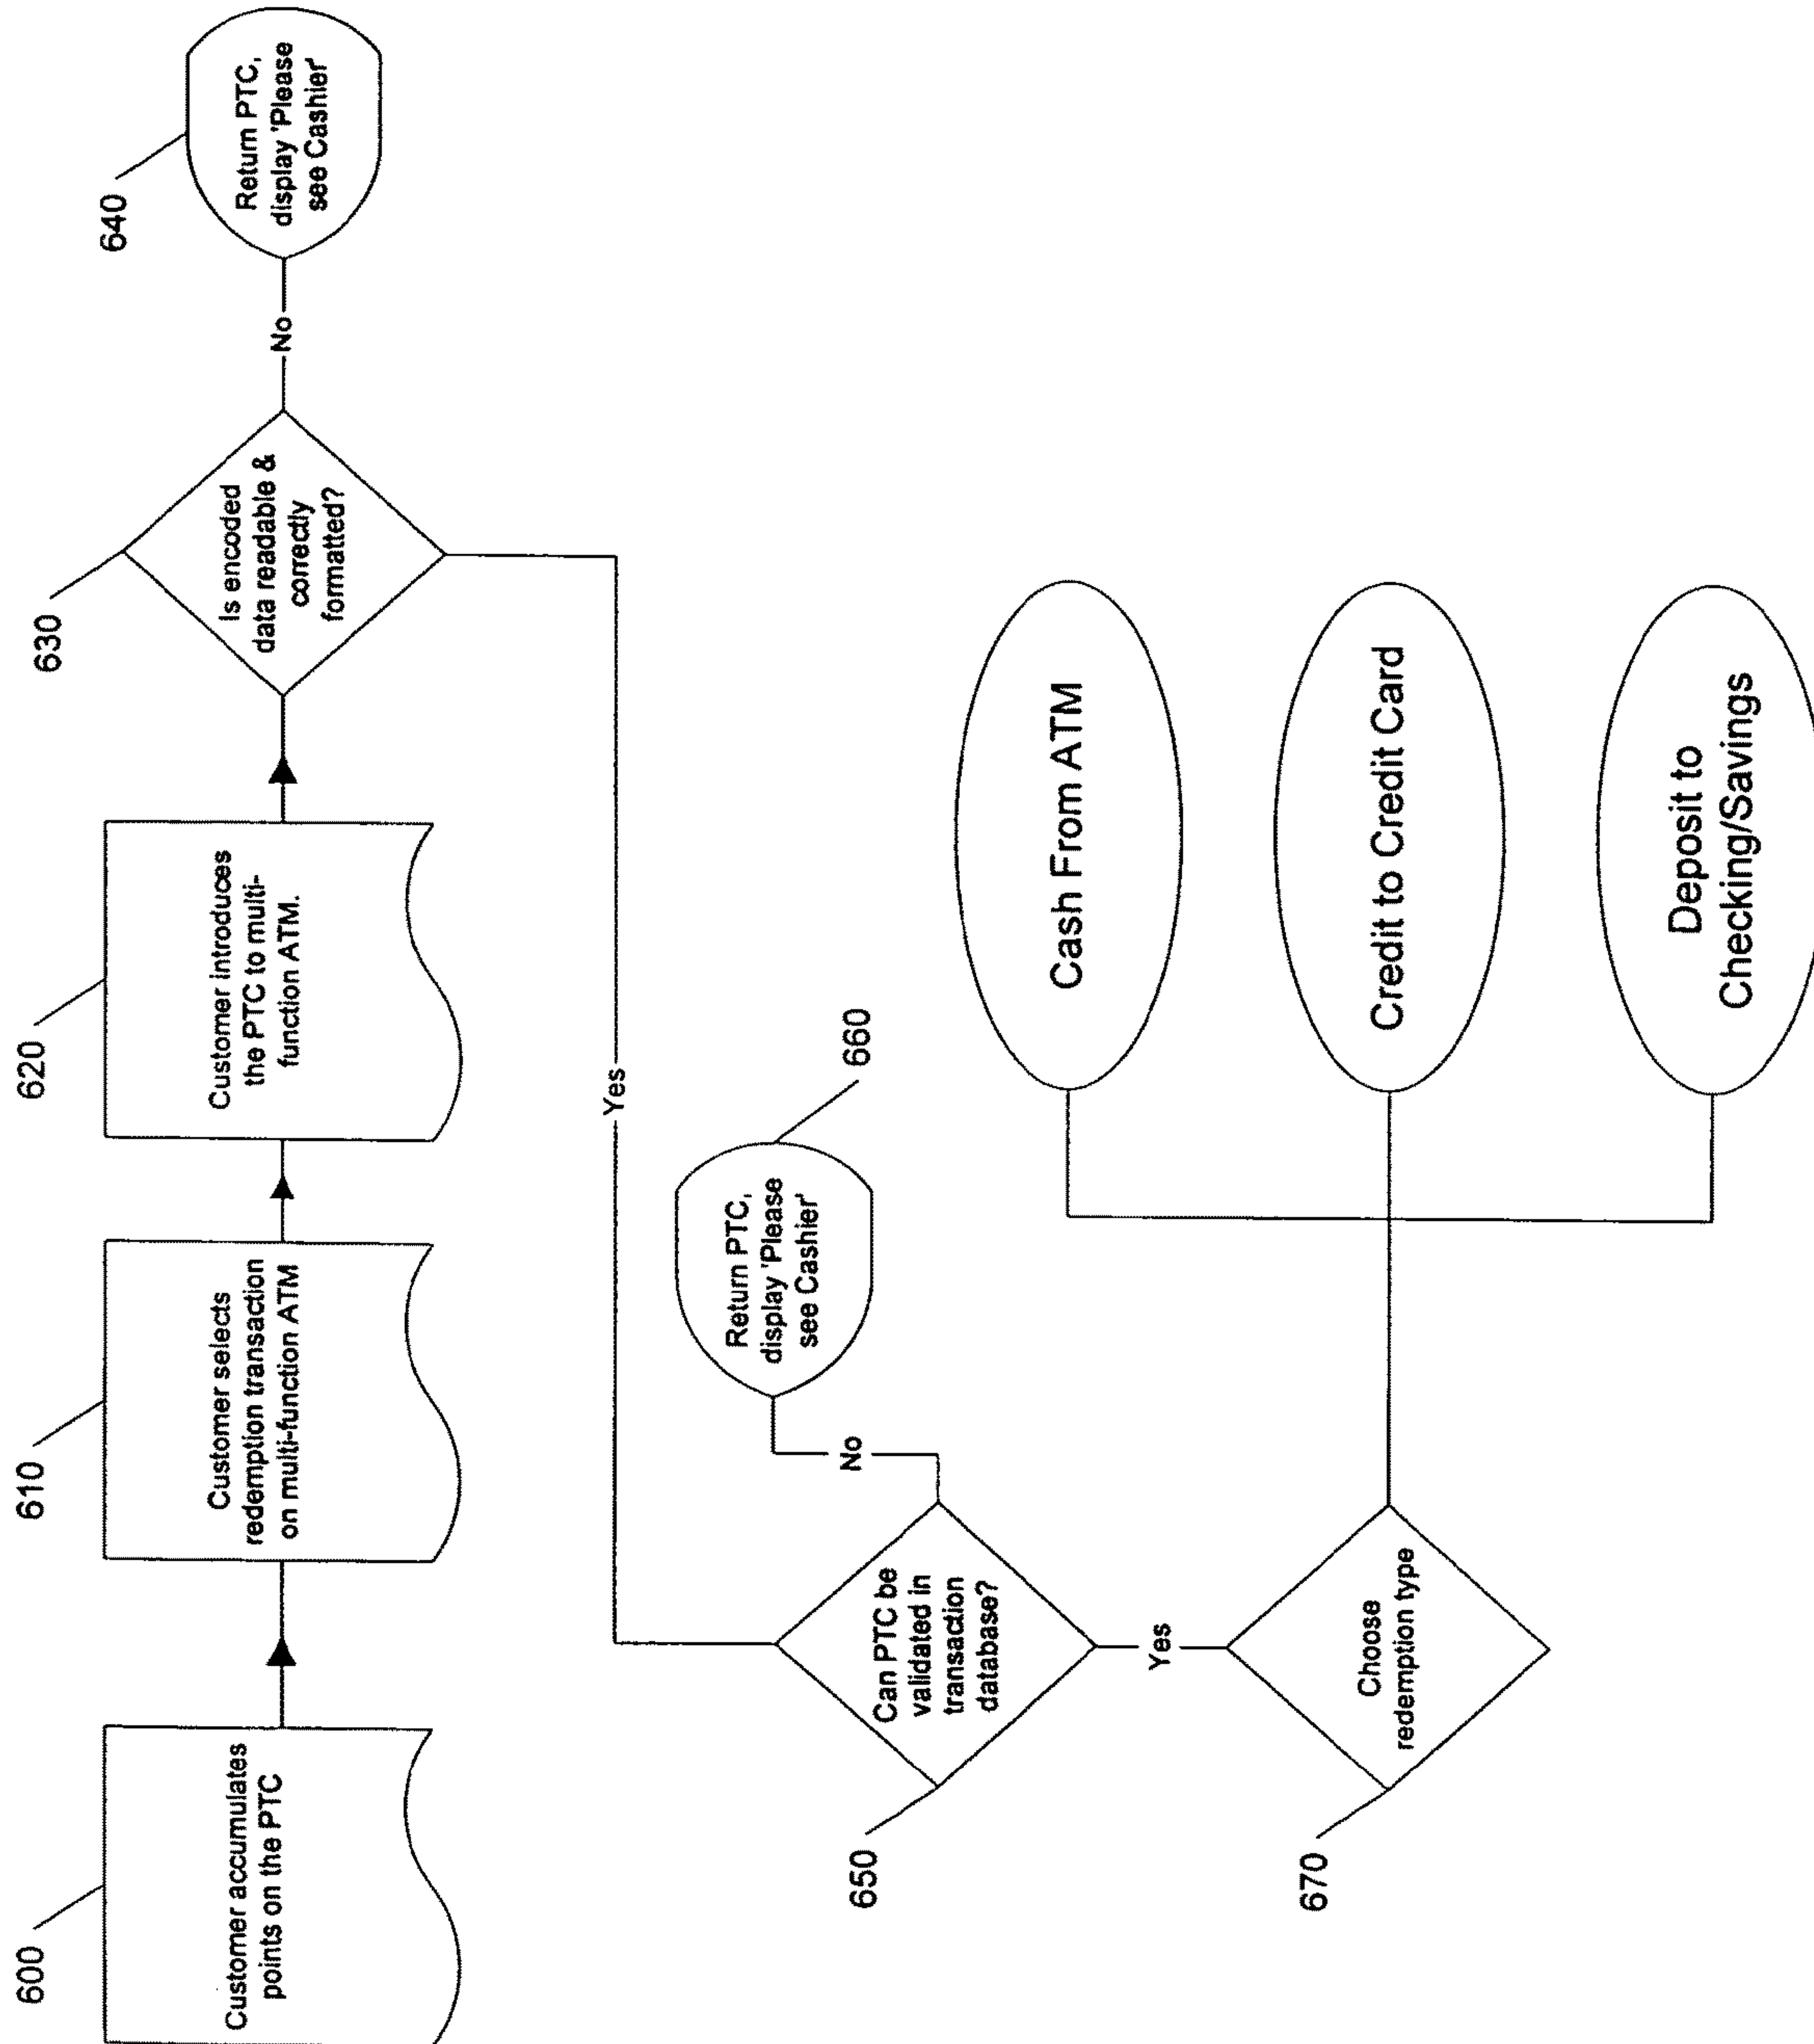 600
Customer accumulates
points on the PTC
610
Customer selects
redemption transaction
on multi-function ATM
620
Customer introduces
the PTC to multi-
function ATM.
630
Is encoded
data readable &
correctly
formatted?
No
640
Return PTC,
display 'Please
see Cashier'
Yes
650
Can PTC be
validated in
transaction
database?
No
660
Return PTC,
display 'Please
see Cashier'
Yes
670
Choose
redemption type
Cash From ATM
Credit to Credit Card
Deposit to
Checking/Savings